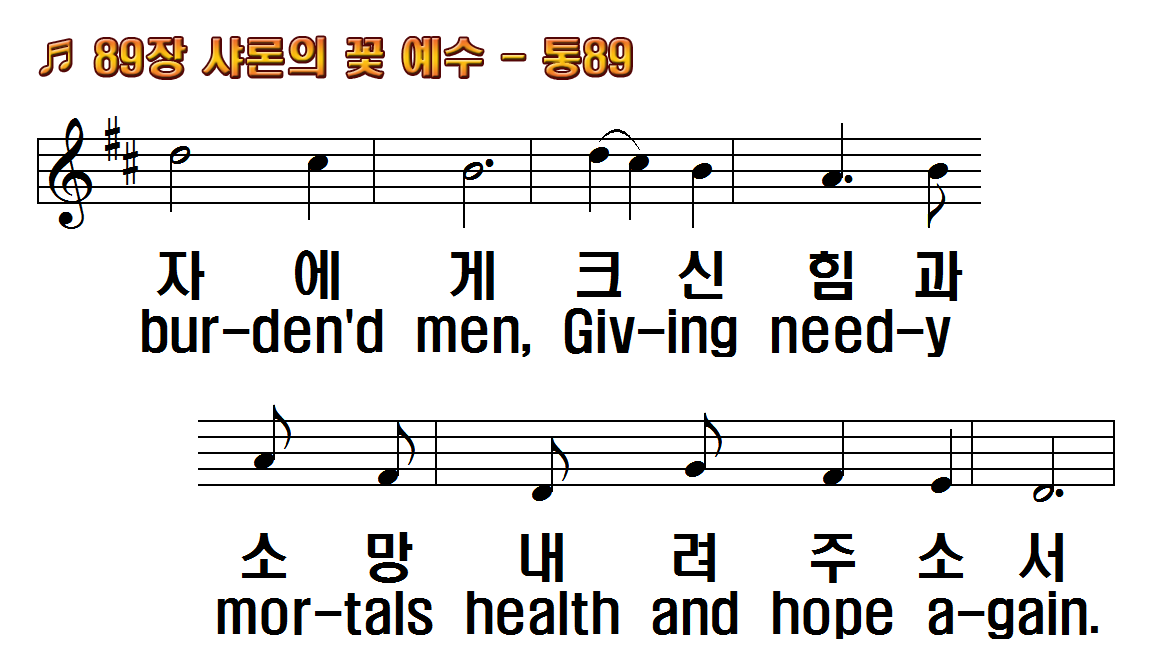 ♬ 89장 샤론의 꽃 예수 - 통89
자 에 게 크 신 힘 과
bur-den'd men, Giv-ing need-y
소 망 내 려 주 소 서
mor-tals health and hope a-gain.